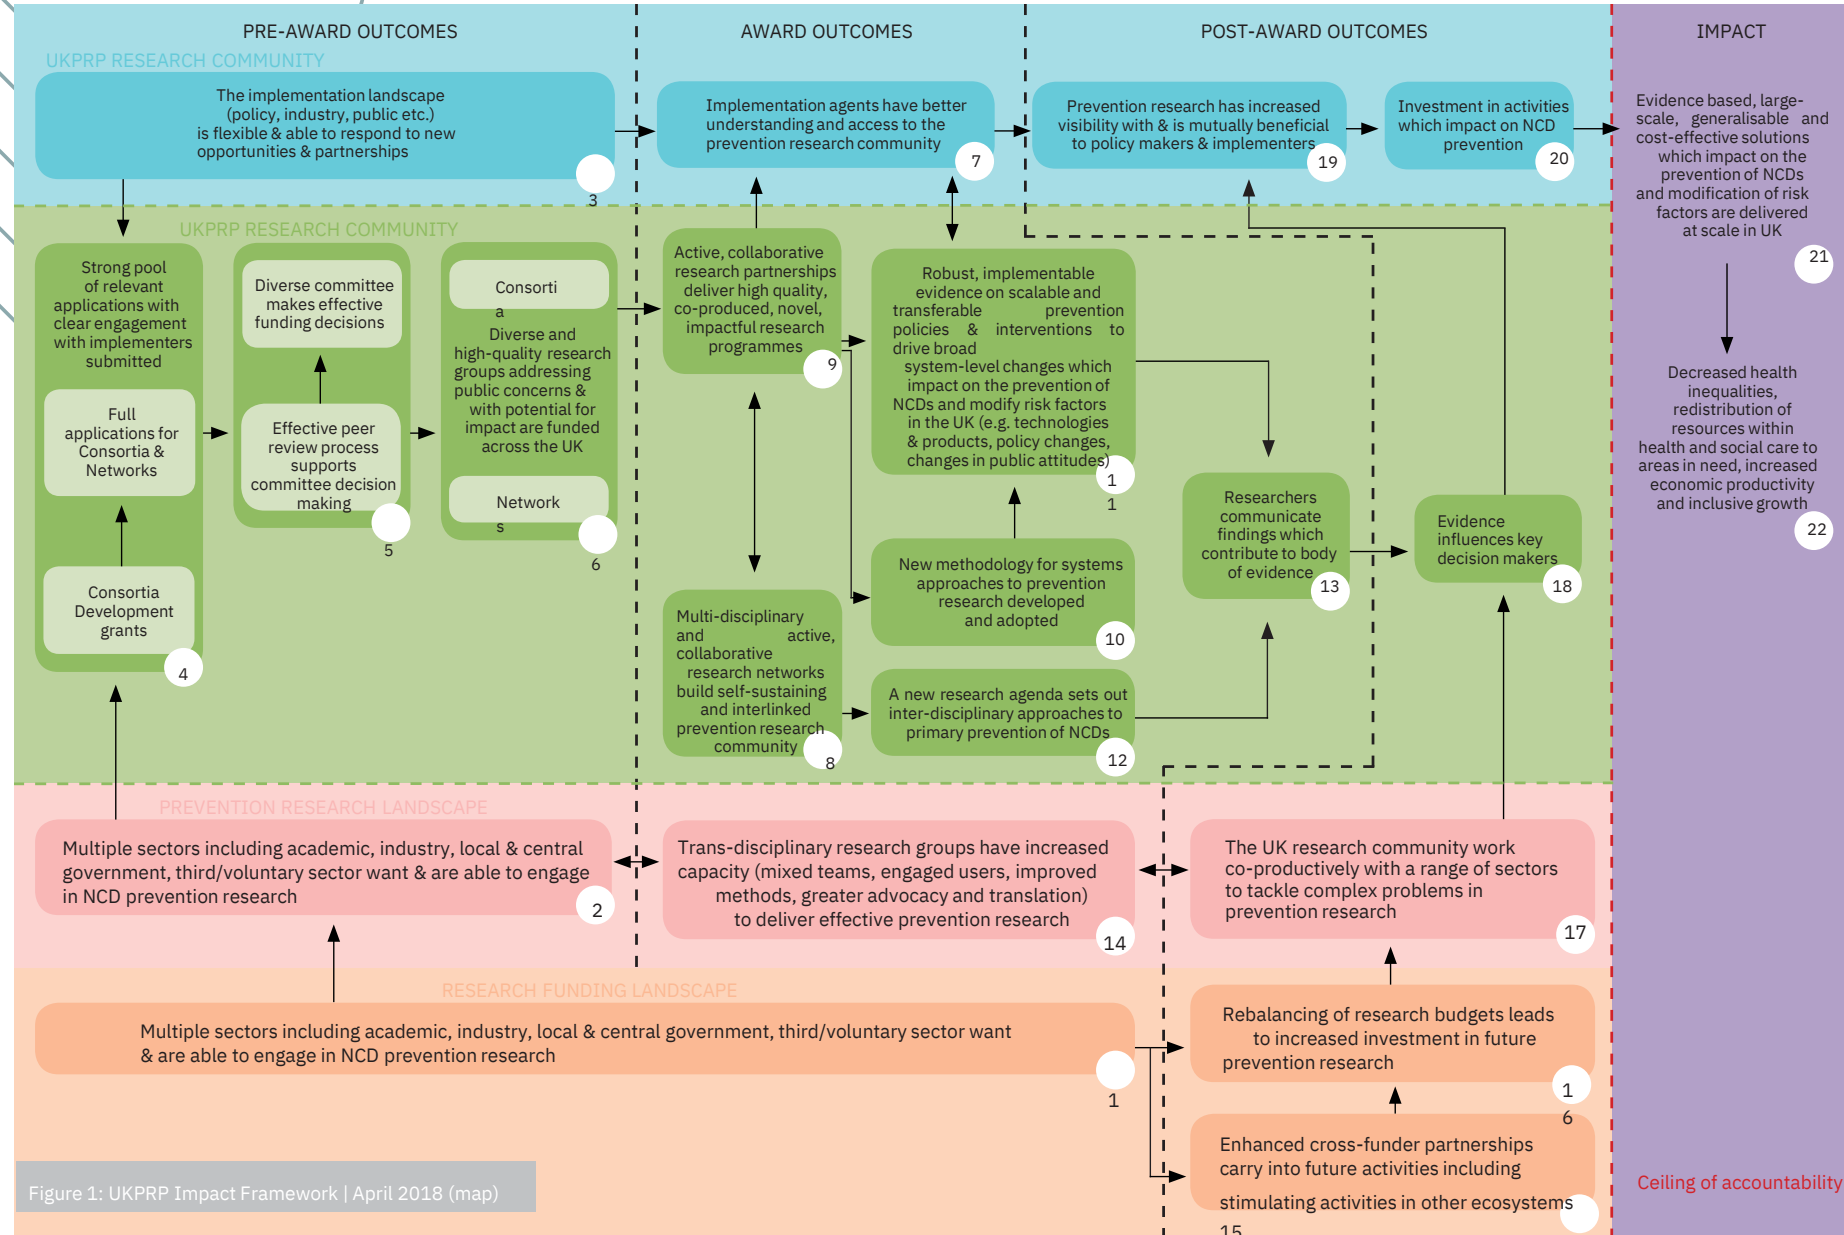 PRE-AWARD OUTCOMES
AWARD OUTCOMES
POST-AWARD OUTCOMES
IMPACT
UKPRP RESEARCH COMMUNITY
The implementation landscape
(policy, industry, public etc.)
is flexible & able to respond to new
opportunities & partnerships
3
Implementation agents have better
understanding and access to the
prevention research community
7
Prevention research has increased
visibility with & is mutually beneficial
to policy makers & implementers
19
Investment in activities
which impact on NCD
prevention
20
Evidence based, large-
scale, generalisable and
cost-effective solutions
which impact on the
prevention of NCDs
and modification of risk
factors are delivered
at scale in UK
21
Decreased health
inequalities,
redistribution of
resources within
health and social care to
areas in need, increased
economic productivity
and inclusive growth
22
UKPRP RESEARCH COMMUNITY
Strong pool
of relevant
applications with
clear engagement
with implementers
submitted
Full
applications for
Consortia &
Networks
Consortia
Development
grants
4
Diverse committee
makes effective
funding decisions
Effective peer
review process
supports
committee decision
making
5
Consorti
a
Diverse and
high-quality research
groups addressing
public concerns &
with potential for
impact are funded
across the UK
Network
s
6
Active, collaborative
research partnerships
deliver high quality,
co-produced, novel,
impactful research
programmes
9
Multi-disciplinary
and active,
collaborative
research networks
build self-sustaining
and interlinked
prevention research
community
8
Robust, implementable
evidence on scalable and
transferable prevention
policies & interventions to
drive broad
system-level changes which
impact on the prevention of
NCDs and modify risk factors
in the UK (e.g. technologies
& products, policy changes,
changes in public attitudes)
1
1
New methodology for systems
approaches to prevention
research developed
and adopted
10
A new research agenda sets out
inter-disciplinary approaches to
primary prevention of NCDs
12
Researchers
communicate
findings which
contribute to body
of evidence
13
Evidence
influences key
decision makers
18
PREVENTION RESEARCH LANDSCAPE
Multiple sectors including academic, industry, local & central
government, third/voluntary sector want & are able to engage
in NCD prevention research
2
Trans-disciplinary research groups have increased
capacity (mixed teams, engaged users, improved
methods, greater advocacy and translation)
to deliver effective prevention research
14
The UK research community work
co-productively with a range of sectors
to tackle complex problems in
prevention research
17
RESEARCH FUNDING LANDSCAPE
Multiple sectors including academic, industry, local & central government, third/voluntary sector want
& are able to engage in NCD prevention research
1
Rebalancing of research budgets leads
to increased investment in future
prevention research
1
6
Enhanced cross-funder partnerships
carry into future activities including
stimulating activities in other ecosystems
15
Figure 1: UKPRP Impact Framework | April 2018 (map)
Ceiling of accountability